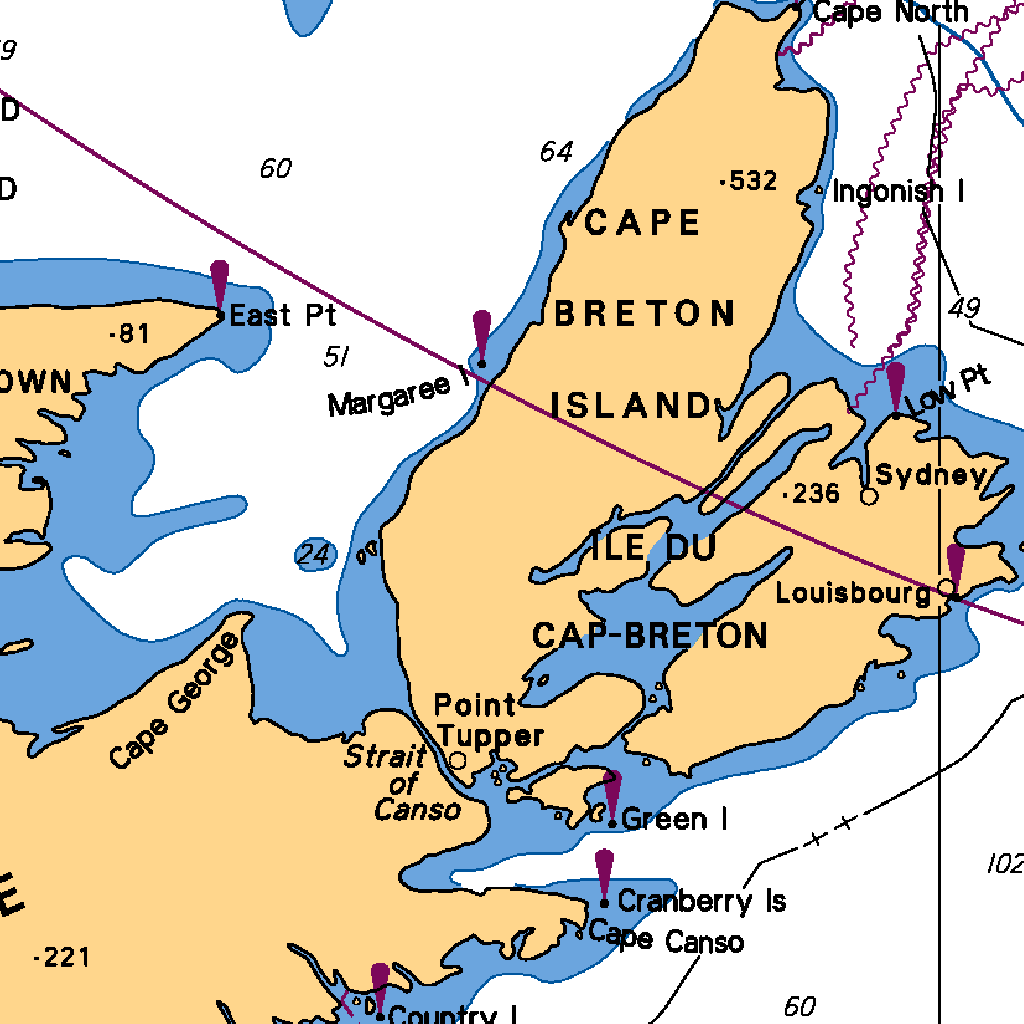 Cape North
D
60
64
·532
Ingonish I
D
CAPE
BRETON
East Pt
·81
51
49
OWN
Margaree I
ISLAND
Low Pt
Sydney
·236
24
ÎLE DU
Louisbourg
CAP-BRETON
Cape George
Point
Tupper
Strait
of
Canso
Green I
102
Cranberry Is
Cape Canso
E
·221
60
Country I